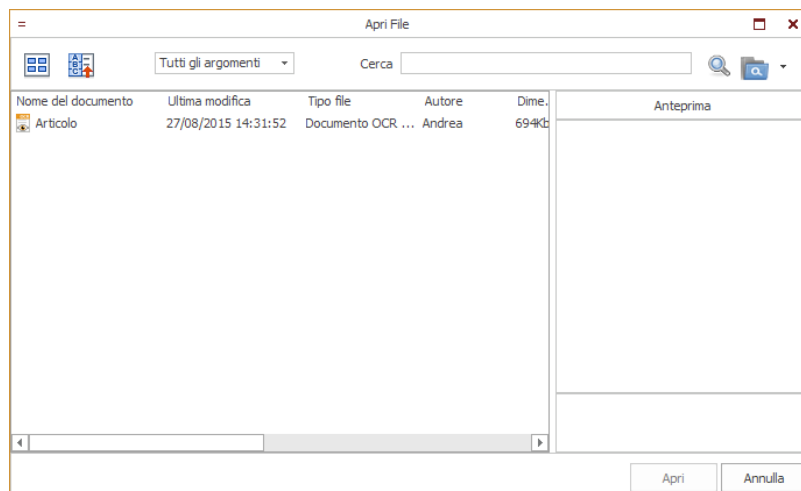 Apri File
Tutti gli argomenti Cerca
Nome del documento Ultima modifica Tipo file Autore Dime. Anteprima
Articolo 27/08/2015 14:31:52 Documento OCR ... Andrea 694Kb
Apri Annulla